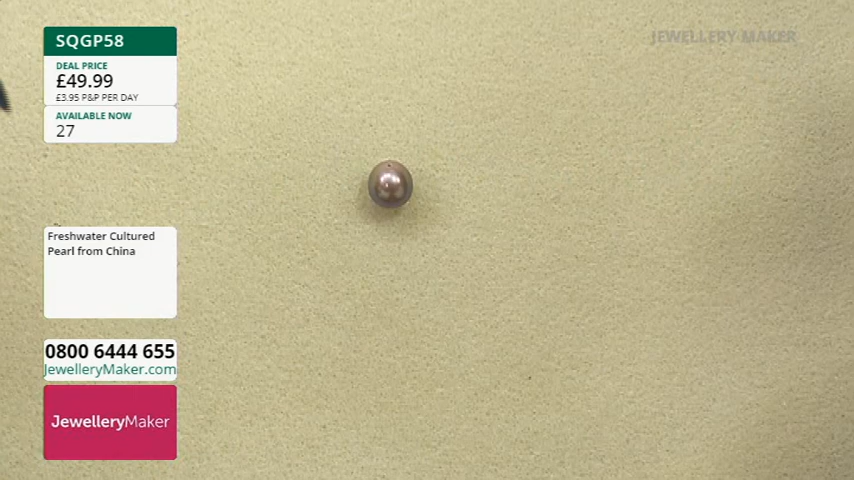 SQGP58
DEAL PRICE
£49.99
£3.95 P&P PER DAY
AVAILABLE NOW
27
Freshwater Cultured
Pearl from China
0800 6444 655
JewelleryMaker.com
JewelleryMaker
JEWELLERY MAKER